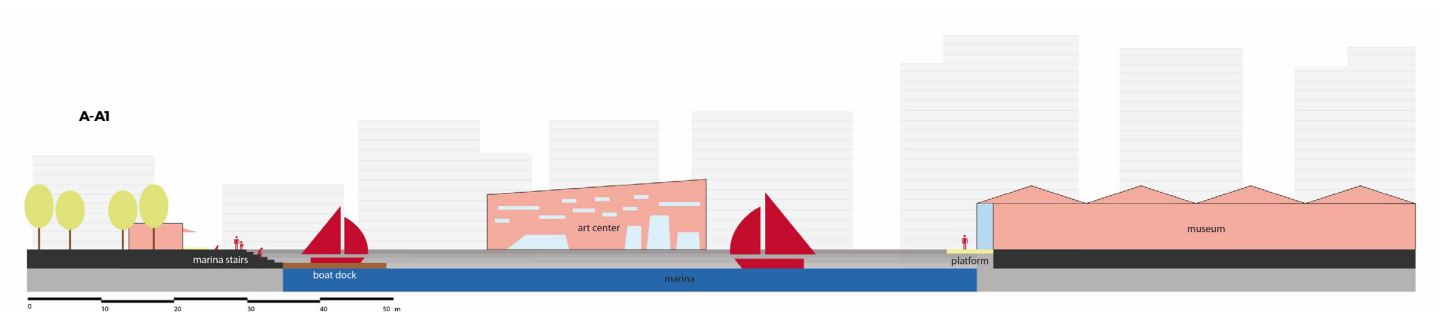 A-A1
art center
museum
marina stairs
platform
boat dock
marina
0 10 20 30 40 50 m